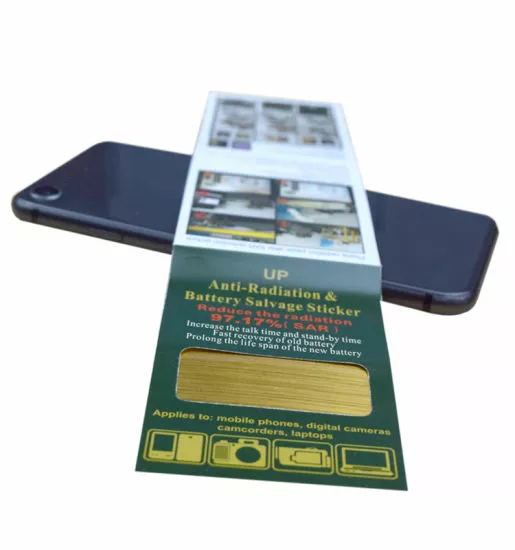 UP
Anti-Radiation &
Battery Salvage Sticker
Reduce the radiation
97-17%( SAR )
Increase the talk time and stand-by time
Fast recovery of old battery
Prolong the life span of the new battery
Applies to: mobile phones, digital cameras
camcorders, laptops